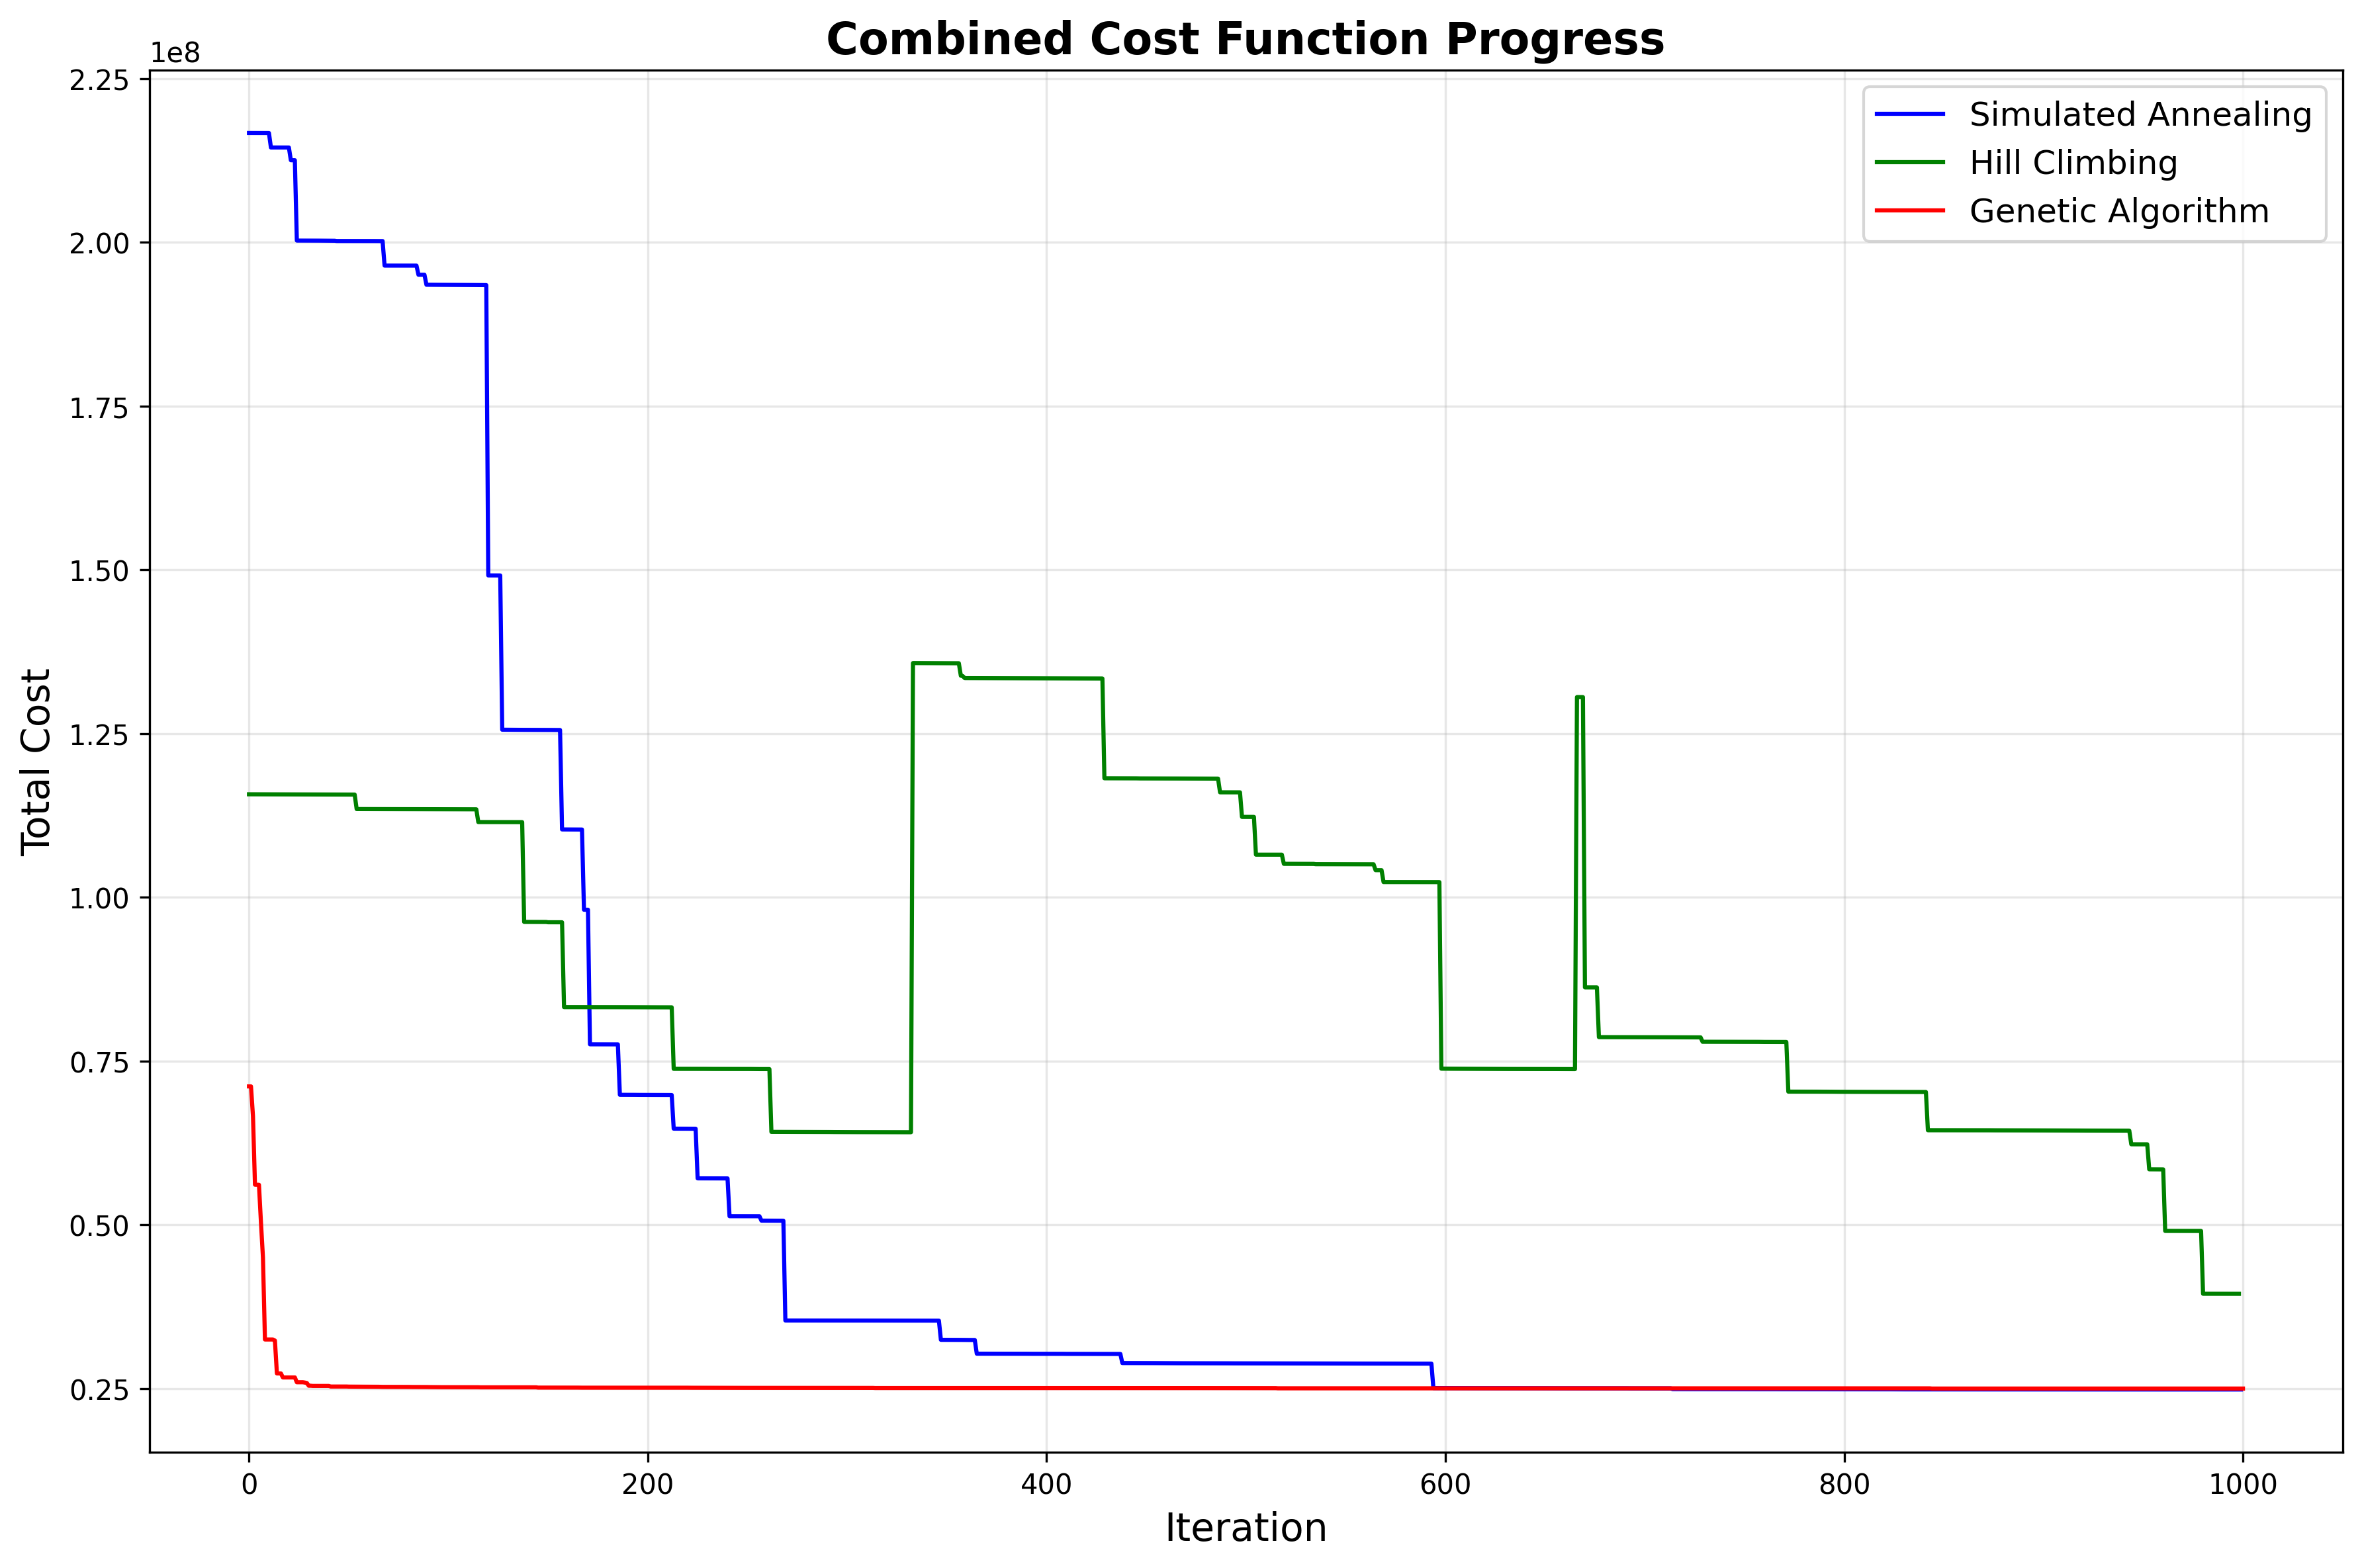 Combined Cost Function Progress
1e8
2.25
2.00
1.75
1.50
1.25
1.00
0.75
0.50
0.25
Total Cost
Simulated Annealing
Hill Climbing
Genetic Algorithm
0 200 400 600 800 1000
Iteration